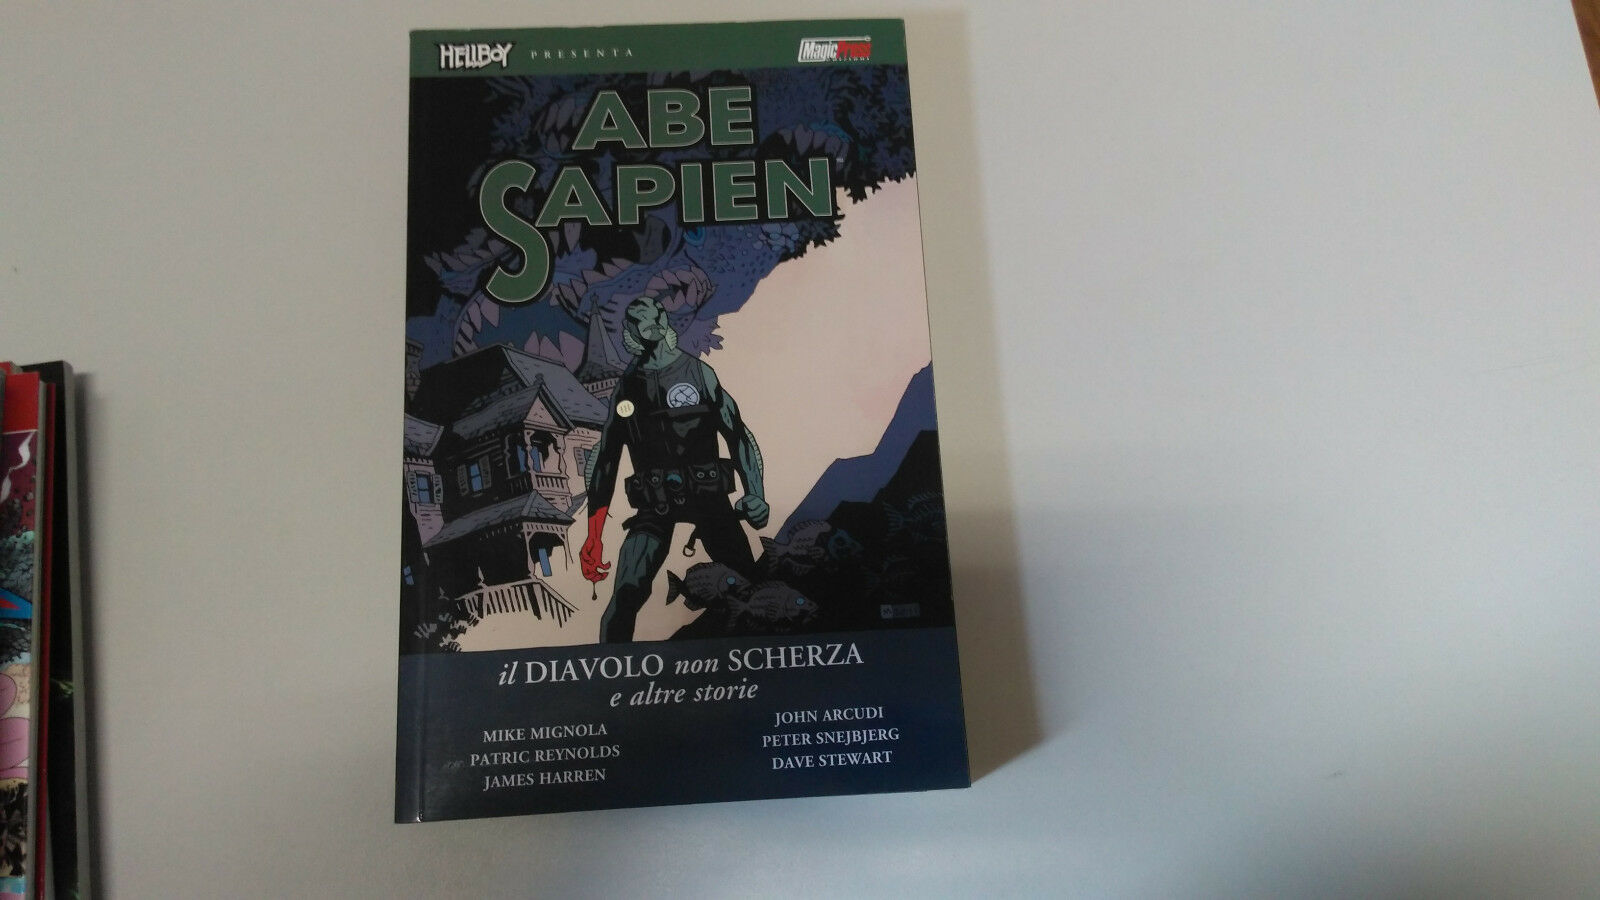 HELLBOY PRESENTA
MagicPress
ABE
SAPIEN
il DIAVOLO non SCHERZA
e altre storie
MIKE MIGNOLA
PATRIC REYNOLDS
JAMES HARREN
JOHN ARCUDI
PETER SNEJBJERG
DAVE STEWART